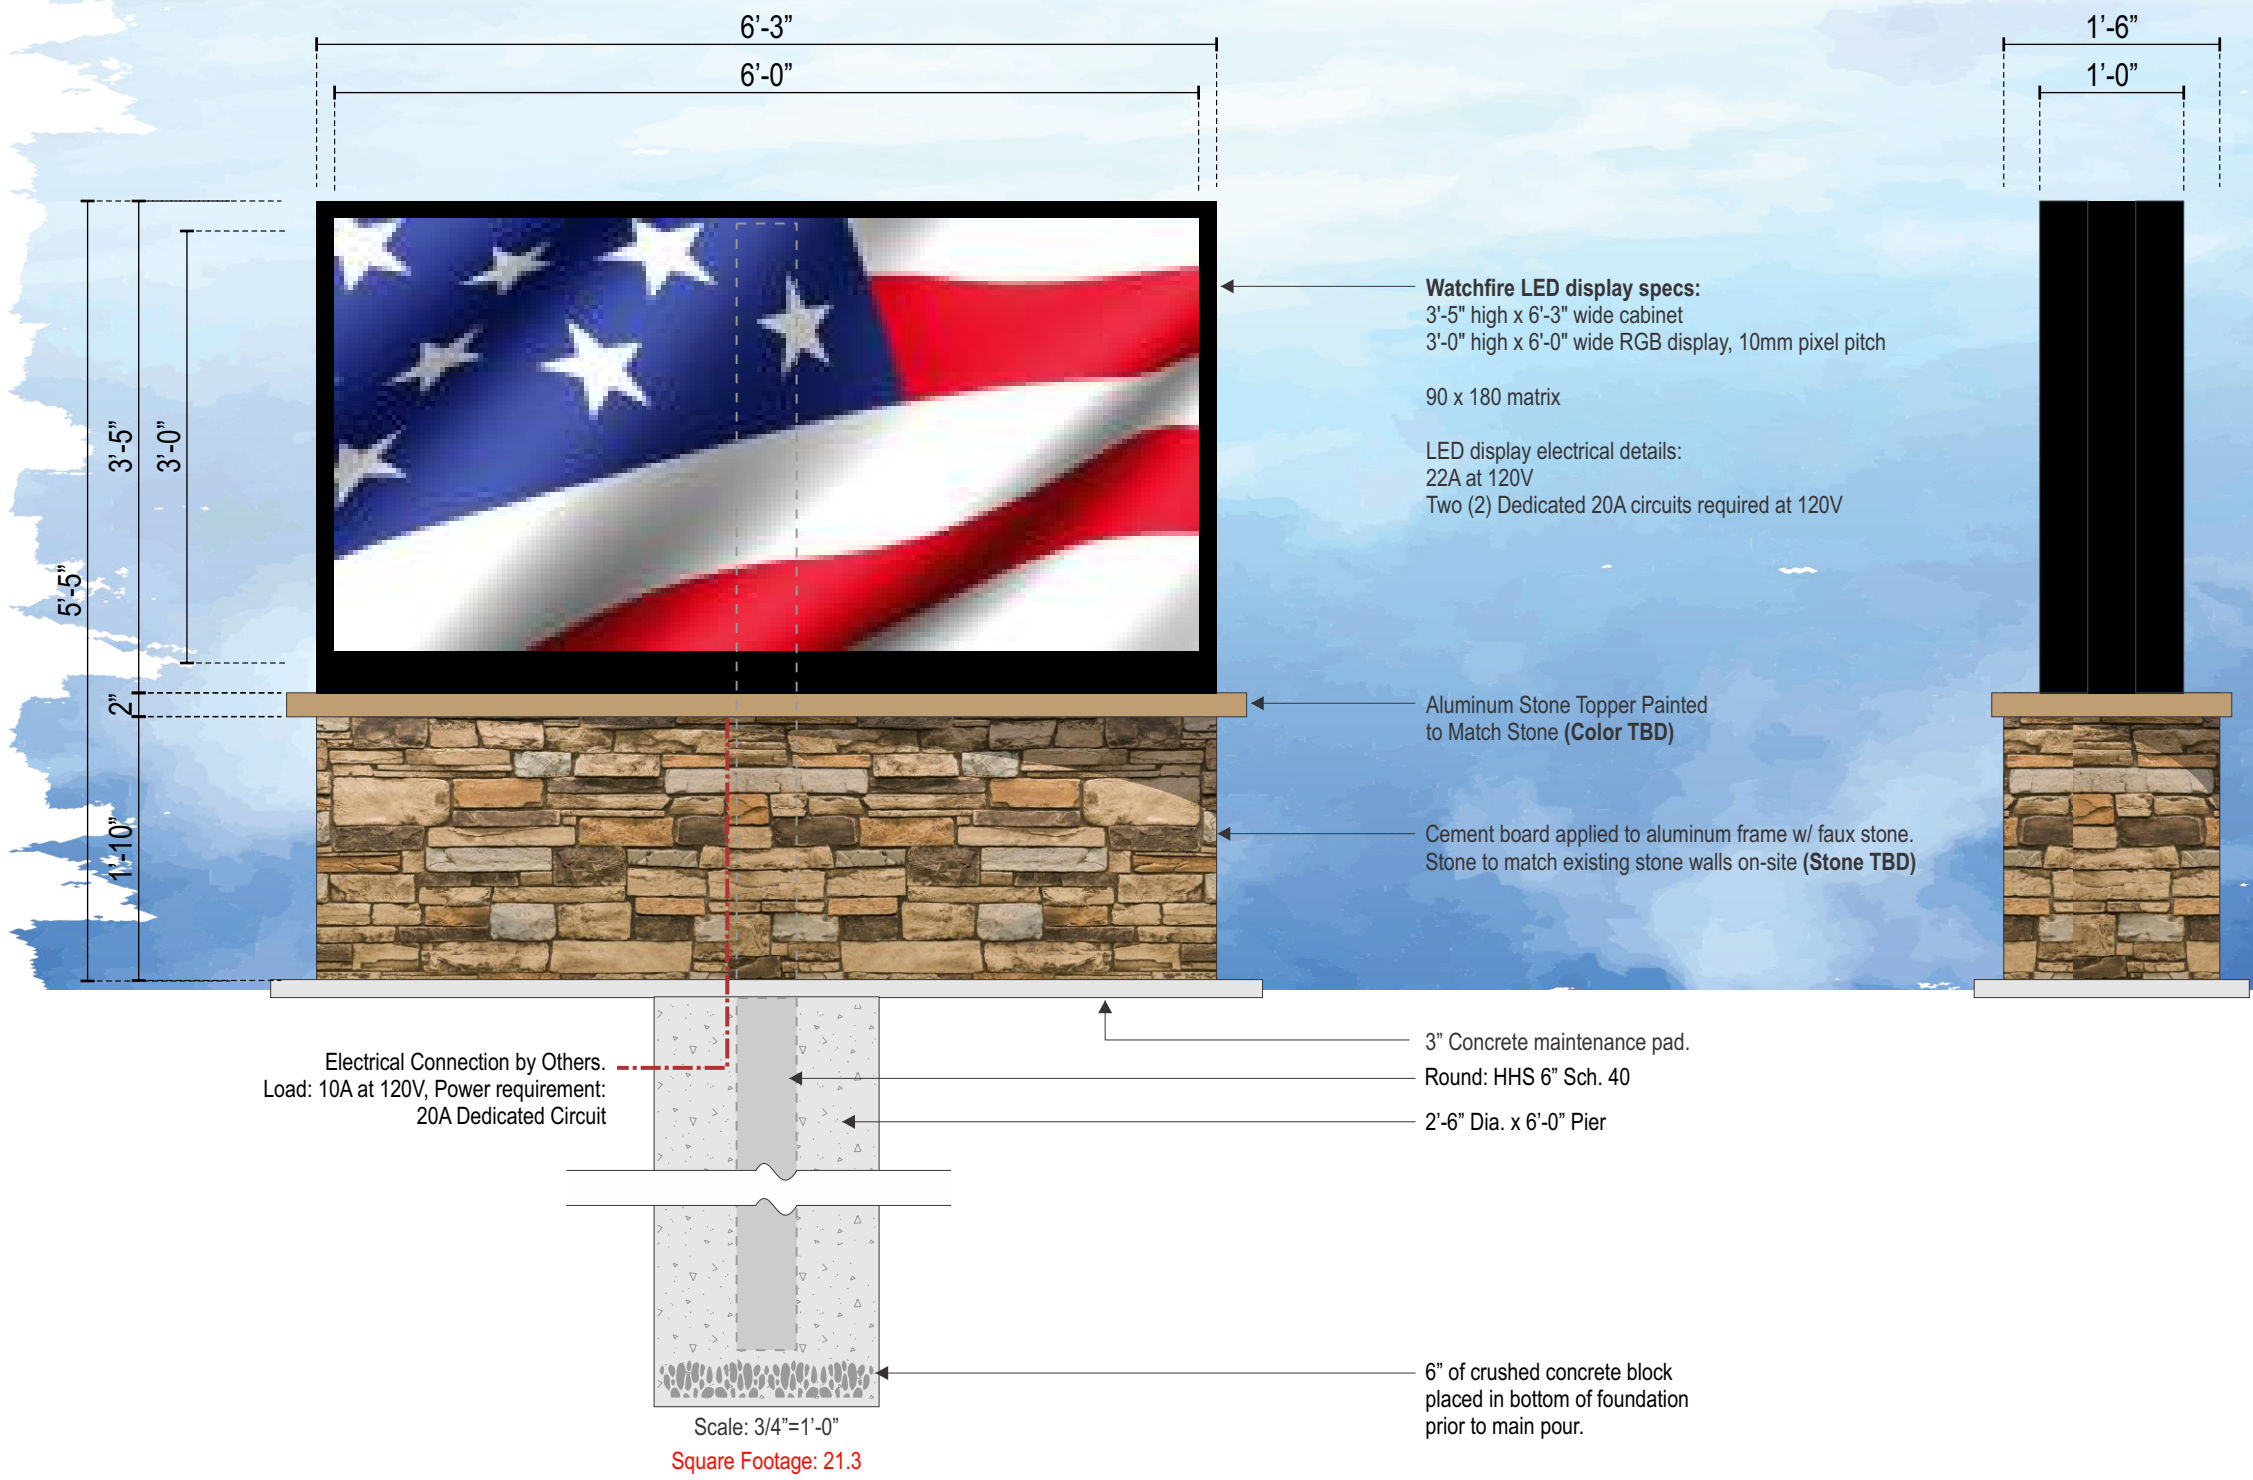 6’-3”
6’-0”
1’-6”
1’-0”
5’-5”
3’-5”
3’-0”
2”
1’-10”
Watchfire LED display specs:
3'-5" high x 6'-3" wide cabinet
3'-0" high x 6'-0" wide RGB display, 10mm pixel pitch
90 x 180 matrix
LED display electrical details:
22A at 120V
Two (2) Dedicated 20A circuits required at 120V
Aluminum Stone Topper Painted
to Match Stone (Color TBD)
Cement board applied to aluminum frame w/ faux stone.
Stone to match existing stone walls on-site (Stone TBD)
Electrical Connection by Others.
Load: 10A at 120V, Power requirement:
20A Dedicated Circuit
3” Concrete maintenance pad.
Round: HHS 6” Sch. 40
2’-6” Dia. x 6’-0” Pier
6” of crushed concrete block
placed in bottom of foundation
prior to main pour.
Scale: 3/4”=1’-0”
Square Footage: 21.3